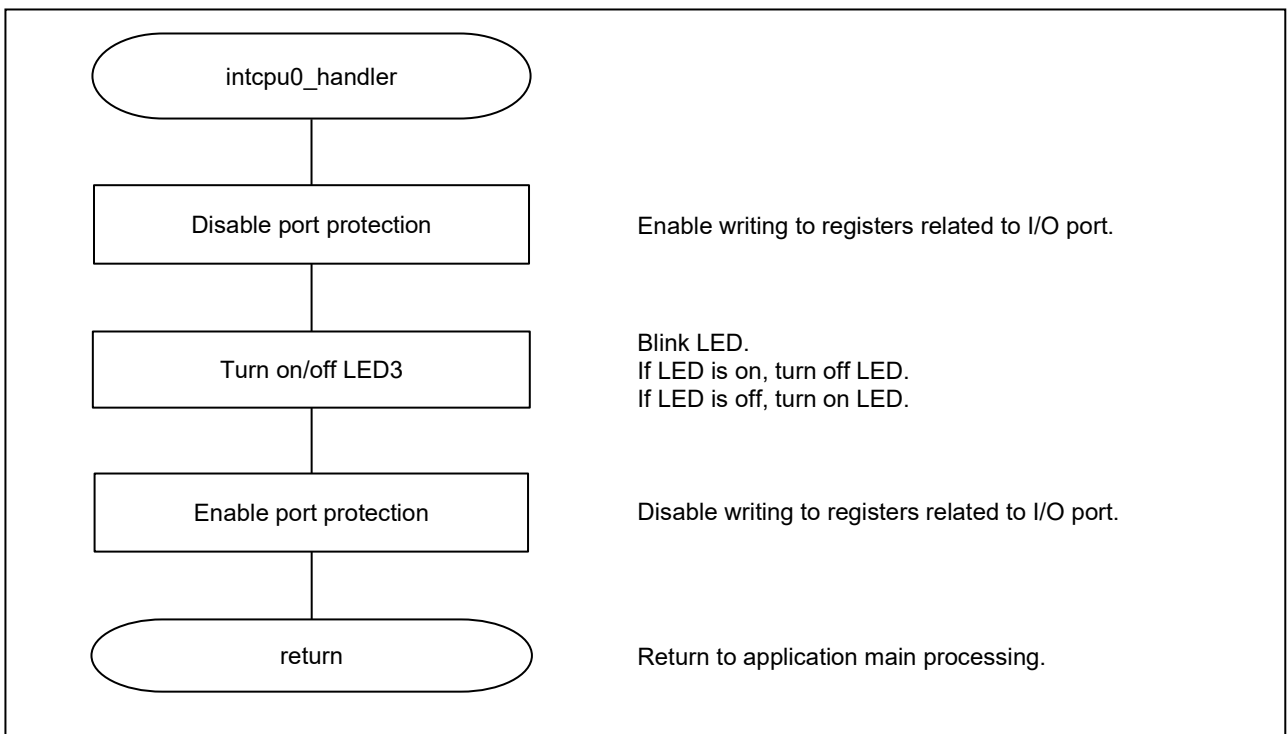 intcpu0_handler
Disable port protection
Enable writing to registers related to I/O port.
Turn on/off LED3
Blink LED.
If LED is on, turn off LED.
If LED is off, turn on LED.
Enable port protection
Disable writing to registers related to I/O port.
return
Return to application main processing.